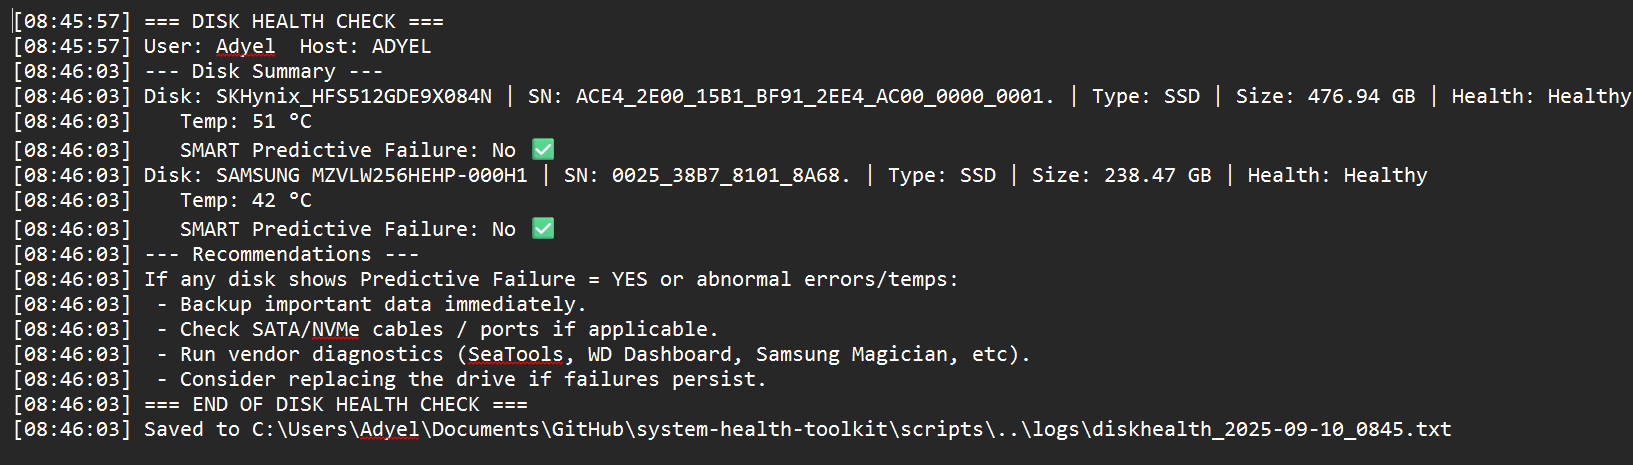 [08:45:57] === DISK HEALTH CHECK ===
[08:45:57] User: Adyel  Host: ADYEL
[08:46:03] --- Disk Summary ---
[08:46:03] Disk: SKHynix_HFS512GDE9X084N | SN: ACE4_2E00_15B1_BF91_2EE4_AC00_0000_0001. | Type: SSD | Size: 476.94 GB | Health: Healthy
[08:46:03]    Temp: 51 °C
[08:46:03]    SMART Predictive Failure: No ✅
[08:46:03] Disk: SAMSUNG MZVLW256HEHP-000H1 | SN: 0025_38B7_8101_8A68. | Type: SSD | Size: 238.47 GB | Health: Healthy
[08:46:03]    Temp: 42 °C
[08:46:03]    SMART Predictive Failure: No ✅
[08:46:03] --- Recommendations ---
[08:46:03] If any disk shows Predictive Failure = YES or abnormal errors/temps:
[08:46:03]  - Backup important data immediately.
[08:46:03]  - Check SATA/NVMe cables / ports if applicable.
[08:46:03]  - Run vendor diagnostics (SeaTools, WD Dashboard, Samsung Magician, etc).
[08:46:03]  - Consider replacing the drive if failures persist.
[08:46:03] === END OF DISK HEALTH CHECK ===
[08:46:03] Saved to C:\Users\Adyel\Documents\GitHub\system-health-toolkit\scripts\..\logs\diskhealth_2025-09-10_0845.txt